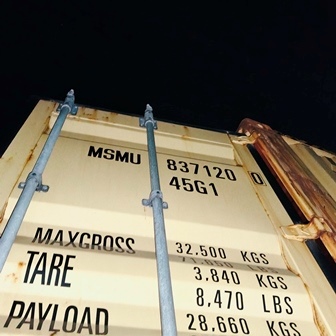 MSMU 837120 0
45G1
MAXGROSS 32,500 KGS
LBS
TARE 3,840 KGS
8,470 LBS
PAYLOAD 28,660 KGS